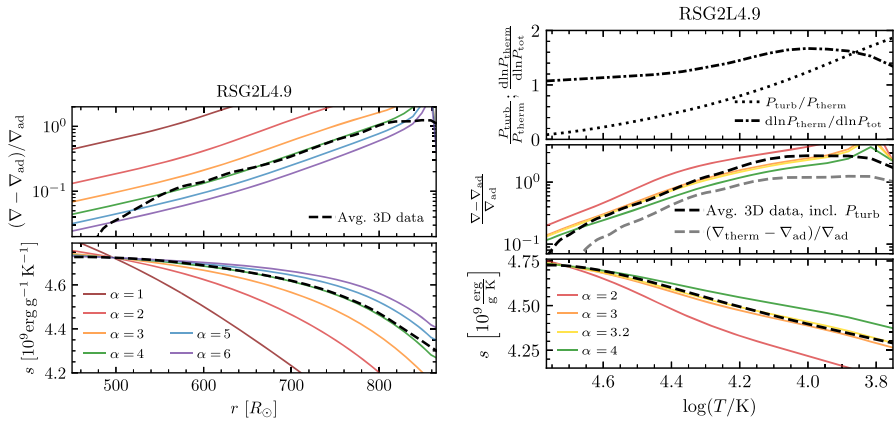 RSG2L4.9
(∇ − ∇ad)/∇ad
10⁰
10⁻¹
Avg. 3D data
s [10⁹ erg g⁻¹ K⁻¹]
4.8
4.6
4.4
4.2
α = 1
α = 2
α = 3
α = 4
α = 5
α = 6
500 600 700 800
r [R⊙]
RSG2L4.9
Pturb/Ptherm ; dlnPtherm/dlnPtot
2
1
0
Pturb/Ptherm
dlnPtherm/dlnPtot
(∇−∇ad)/∇ad
10⁰
10⁻¹
Avg. 3D data, incl. Pturb
(∇therm − ∇ad)/∇ad
s [10⁹ erg/(g K)]
4.75
4.50
4.25
α = 2
α = 3
α = 3.2
α = 4
4.6 4.4 4.2 4.0 3.8
log(T/K)